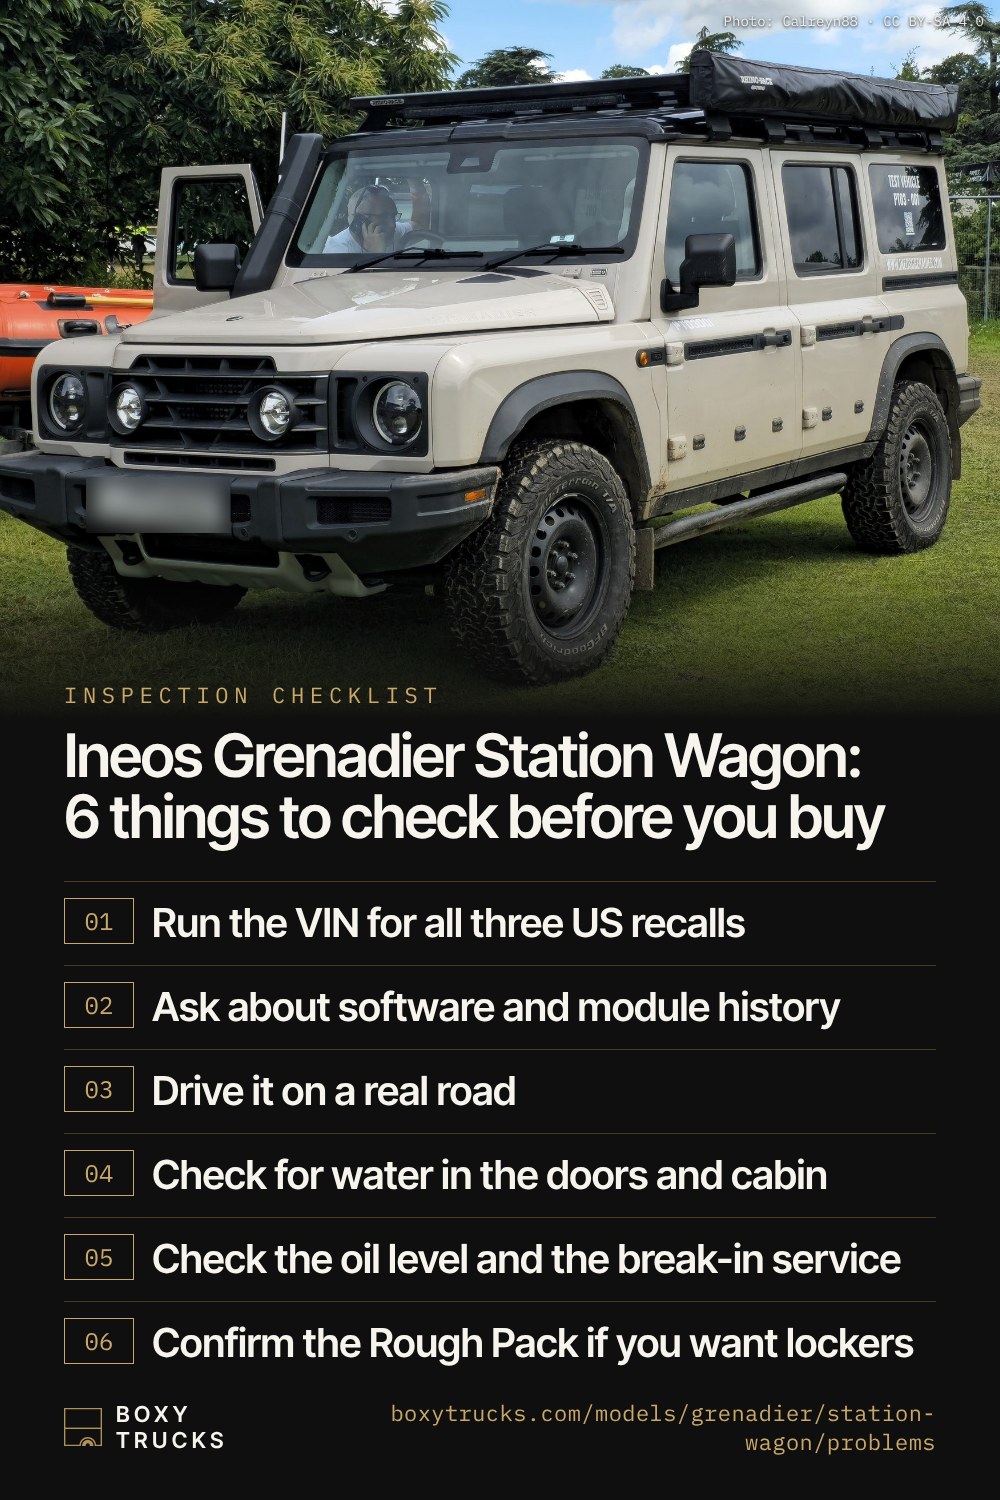 Photo: Calreyn88 · CC BY-SA 4.0
TEST VEHICLE
INSPECTION CHECKLIST
Ineos Grenadier Station Wagon:
6 things to check before you buy
01 Run the VIN for all three US recalls
02 Ask about software and module history
03 Drive it on a real road
04 Check for water in the doors and cabin
05 Check the oil level and the break-in service
06 Confirm the Rough Pack if you want lockers
BOXY
TRUCKS
boxytrucks.com/models/grenadier/station-
wagon/problems